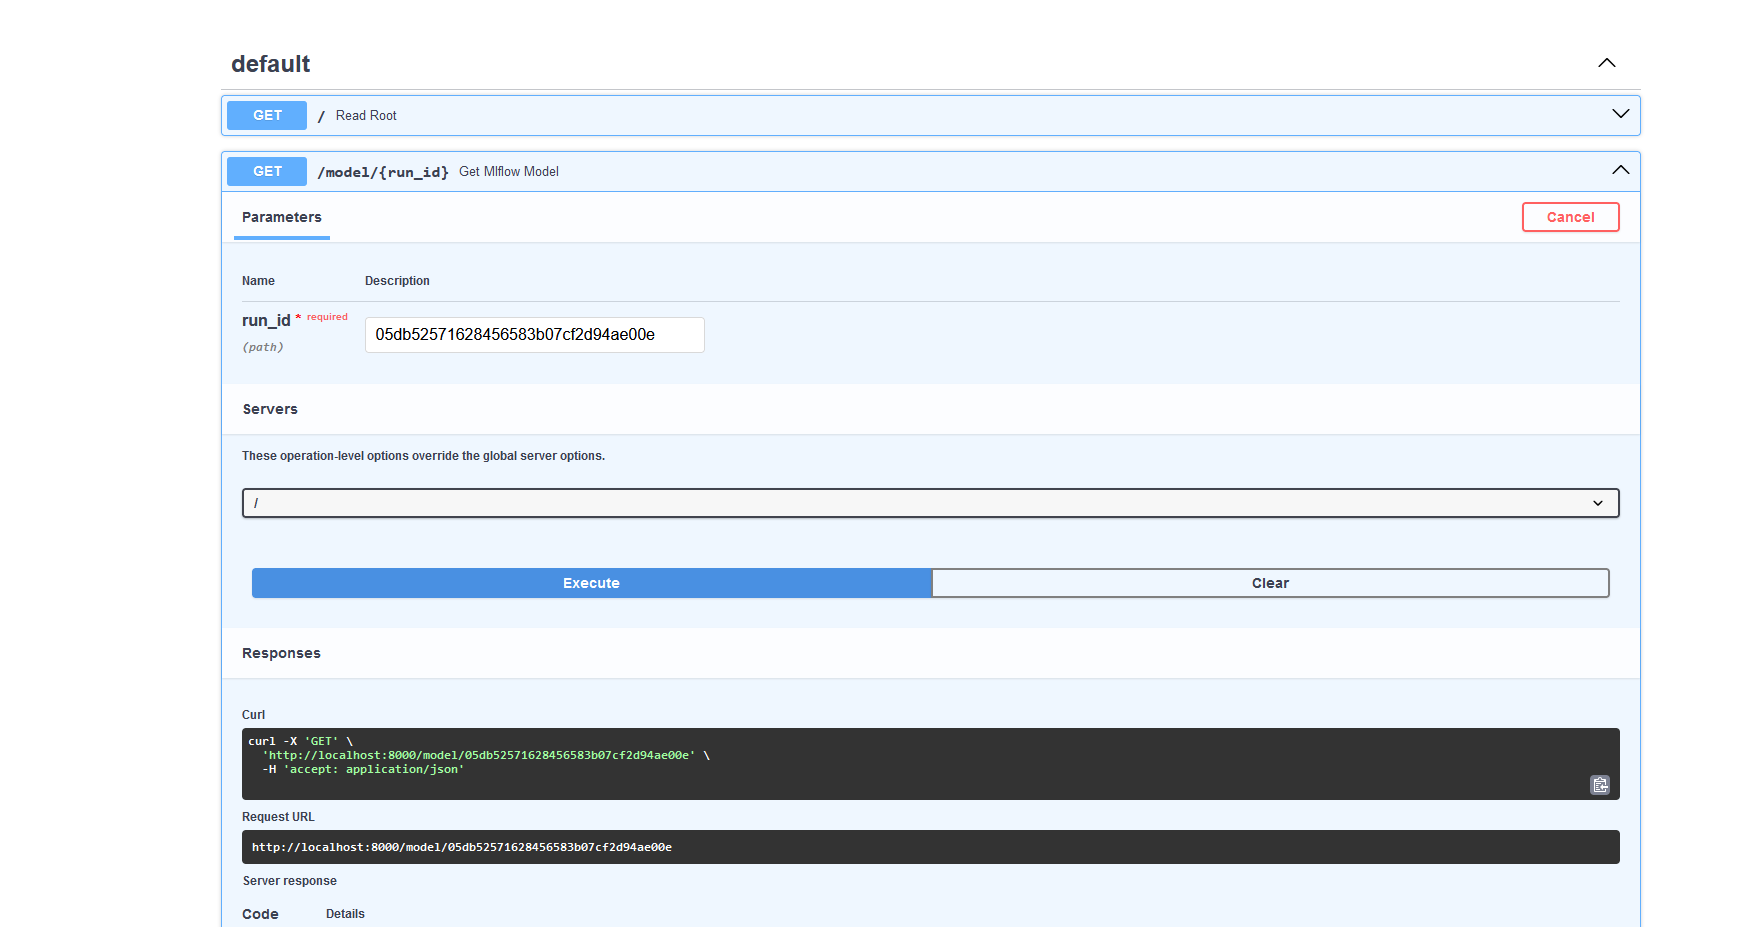 default
GET / Read Root
GET /model/{run_id} Get Mlflow Model
Parameters Cancel
Name Description
run_id * required
(path)
05db52571628456583b07cf2d94ae00e
Servers
These operation-level options override the global server options.
/
Execute Clear
Responses
Curl
curl -X 'GET' \
'http://localhost:8000/model/05db52571628456583b07cf2d94ae00e' \
-H 'accept: application/json'
Request URL
http://localhost:8000/model/05db52571628456583b07cf2d94ae00e
Server response
Code Details